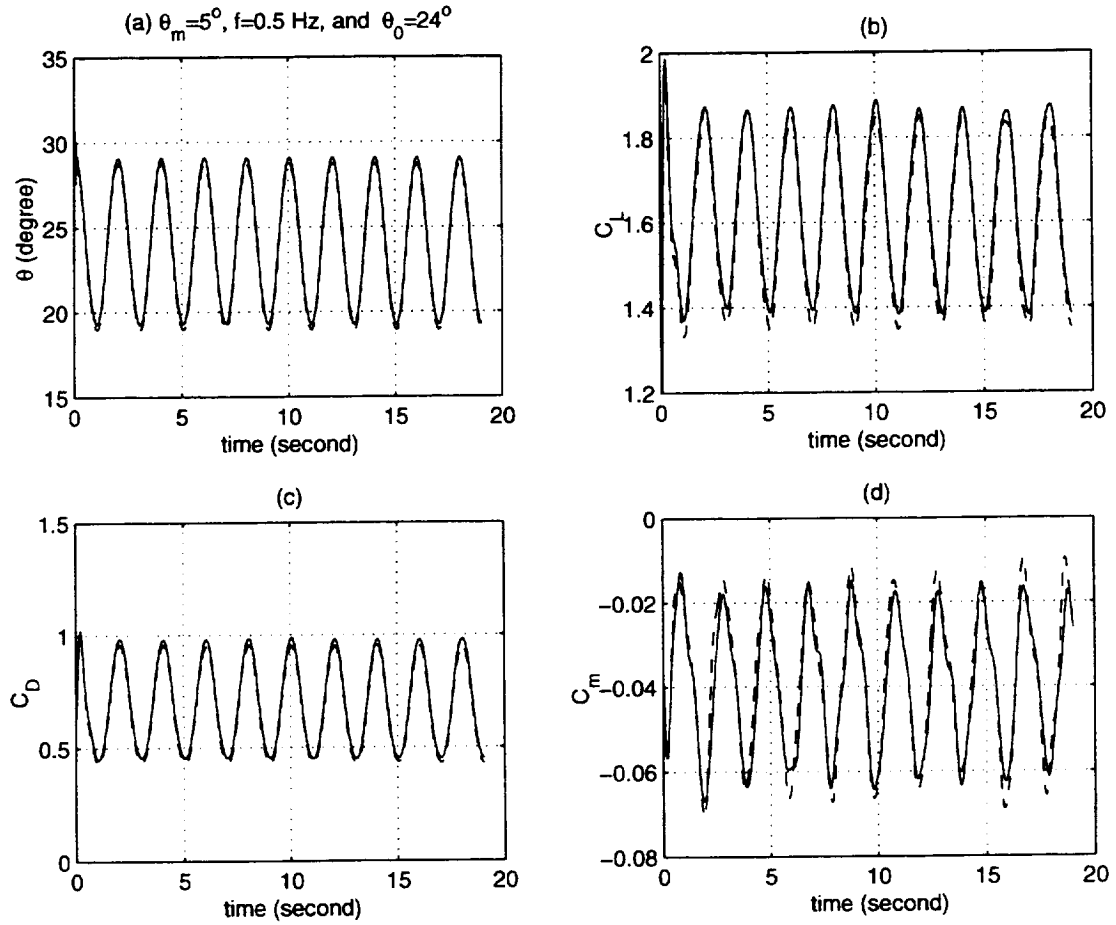 (a) θm=5°, f=0.5 Hz, and θ0=24°
35
30
25
20
15
θ (degree)
0 5 10 15 20
time (second)
(b)
2
1.8
1.6
1.4
1.2
CL
0 5 10 15 20
time (second)
(c)
1.5
1
0.5
0
CD
0 5 10 15 20
time (second)
(d)
0
−0.02
−0.04
−0.06
−0.08
Cm
0 5 10 15 20
time (second)